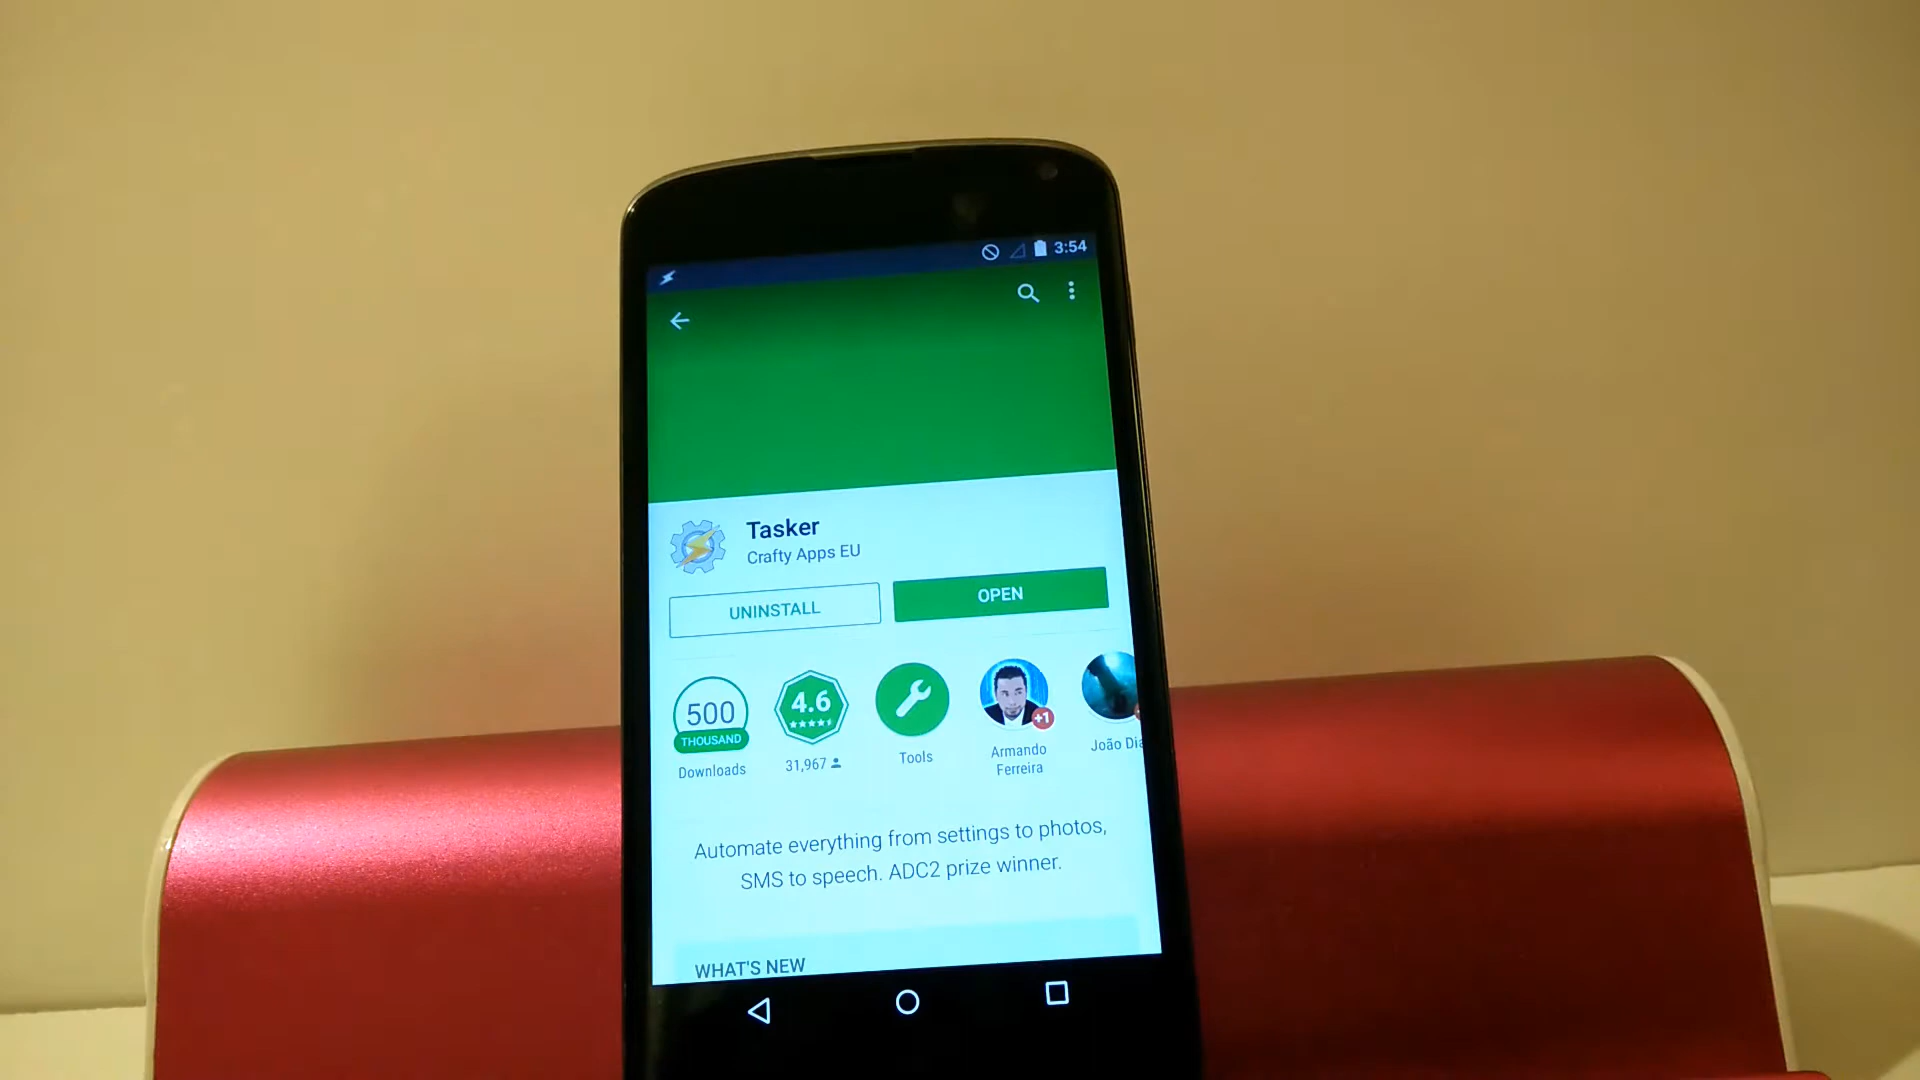 3:54
Tasker
Crafty Apps EU
UNINSTALL
OPEN
500
THOUSAND
Downloads
4.6
31,967
Tools
+1
Armando
Ferreira
João Dia
Automate everything from settings to photos,
SMS to speech. ADC2 prize winner.
WHAT'S NEW